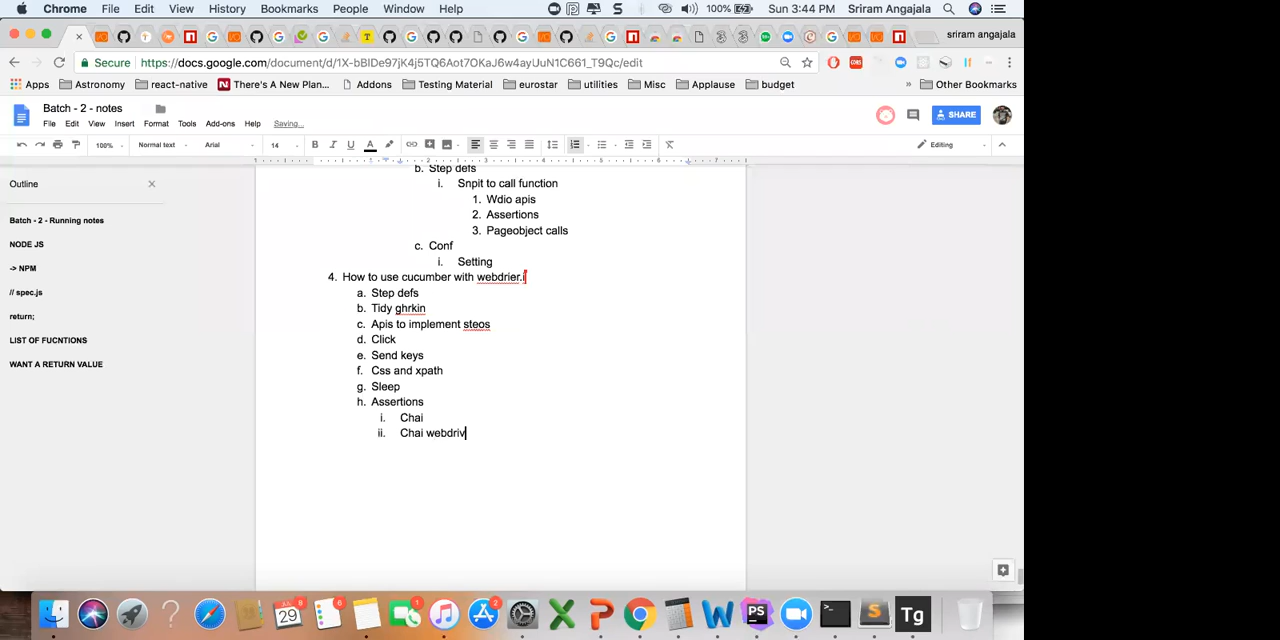 Chrome File Edit View History Bookmarks People Window Help 100% Sun 3:44 PM Sriram Angajala
sriram angajala
Secure https://docs.google.com/document/d/1X-bBIDe97jK4j5TQ6Aot7OKaJ6w4ayUuN1C661_T9Qc/edit
Apps Astronomy react-native There's A New Plan... Addons Testing Material eurostar utilities Misc Applause budget » Other Bookmarks
Batch - 2 - notes
File Edit View Insert Format Tools Add-ons Help Saving...
SHARE
100% Normal text Arial 14 B I U A Editing
Outline
Batch - 2 - Running notes
NODE JS
-> NPM
// spec.js
return;
LIST OF FUCNTIONS
WANT A RETURN VALUE
b. Step defs
i. Snpit to call function
1. Wdio apis
2. Assertions
3. Pageobject calls
c. Conf
i. Setting
4. How to use cucumber with webdrier.i
a. Step defs
b. Tidy ghrkin
c. Apis to implement steos
d. Click
e. Send keys
f. Css and xpath
g. Sleep
h. Assertions
i. Chai
ii. Chai webdriv
29
PS
Tg